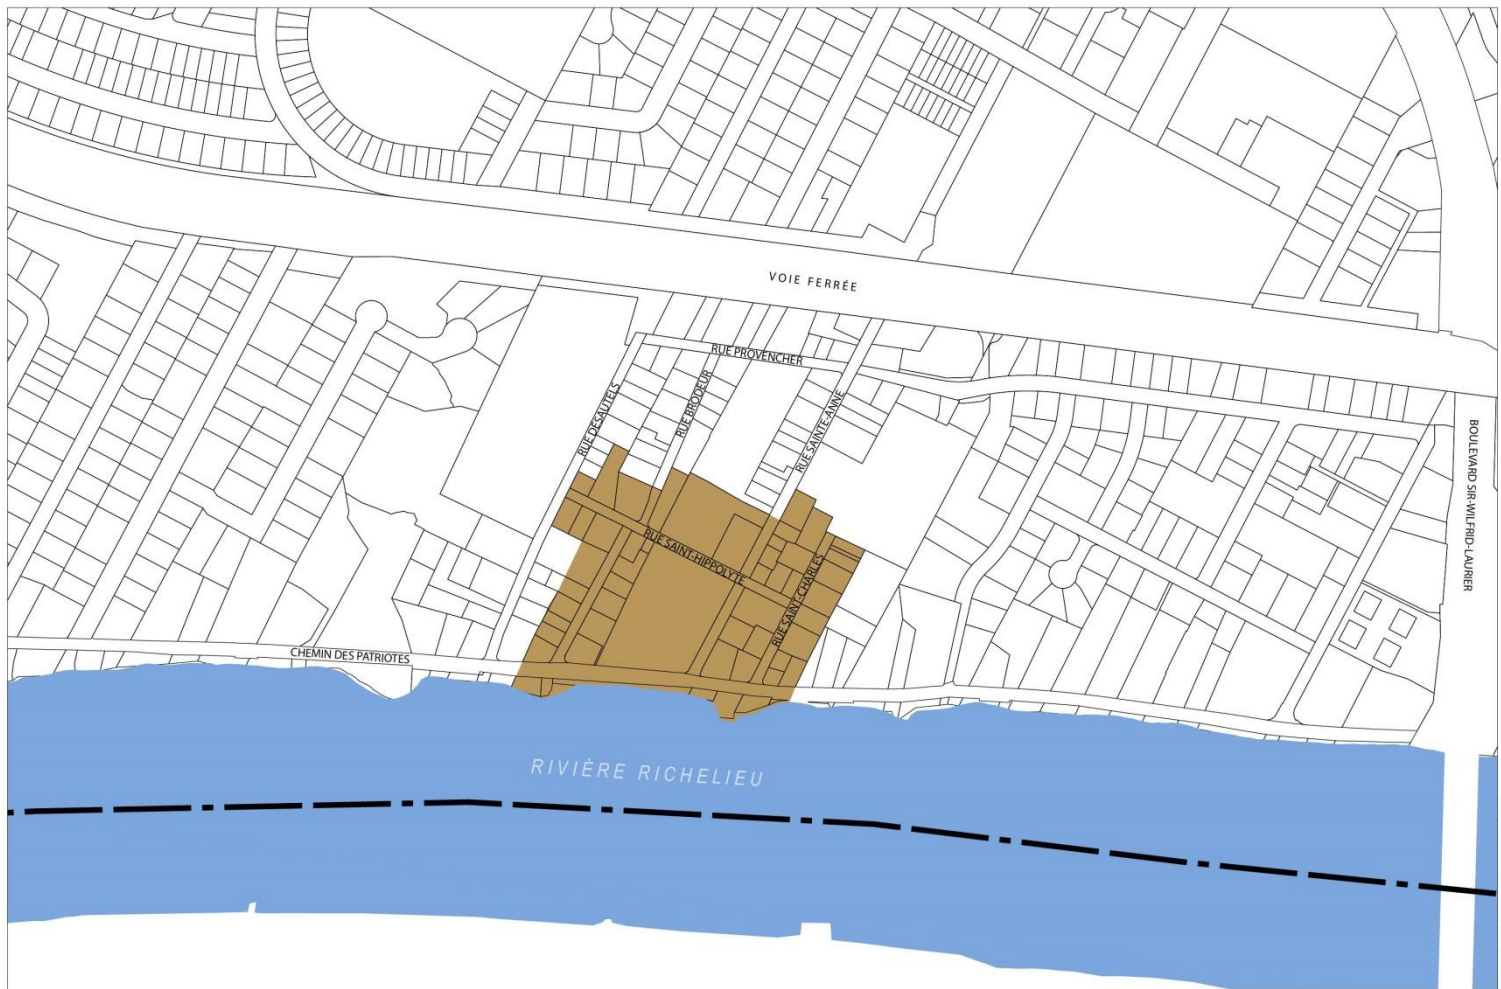 VOIE FERRÉE
RUE PROVENCHER
RUE DESAUTELS
RUE BRODEUR
RUE SAINTE-ANNE
BOULEVARD SIR-WILFRID-LAURIER
RUE SAINT-HIPPOLYTE
RUE SAINT-CHARLES
CHEMIN DES PATRIOTES
RIVIÈRE RICHELIEU